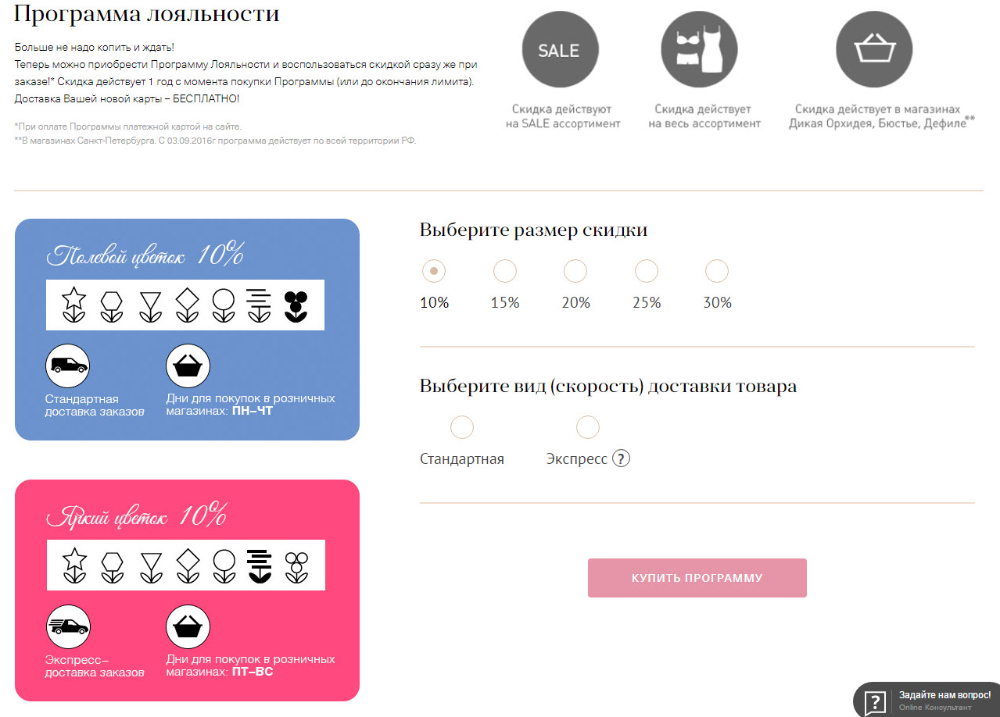 Программа лояльности
Больше не надо копить и ждать!
Теперь можно приобрести Программу Лояльности и воспользоваться скидкой сразу же при
заказе!* Скидка действует 1 год с момента покупки Программы (или до окончания лимита).
Доставка Вашей новой карты – БЕСПЛАТНО!
*При оплате Программы платежной картой на сайте.
**В магазинах Санкт-Петербурга. С 03.09.2016г программа действует по всей территории РФ.
SALE
Скидка действуют
на SALE ассортимент
Скидка действует
на весь ассортимент
Скидка действует в магазинах
Дикая Орхидея, Бюстье, Дефиле**
Полевой цветок 10%
Стандартная
доставка заказов
Дни для покупок в розничных
магазинах: ПН–ЧТ
Яркий цветок 10%
Экспресс–
доставка заказов
Дни для покупок в розничных
магазинах: ПТ–ВС
Выберите размер скидки
10% 15% 20% 25% 30%
Выберите вид (скорость) доставки товара
Стандартная Экспресс ?
КУПИТЬ ПРОГРАММУ
?
Задайте нам вопрос!
Online Консультант